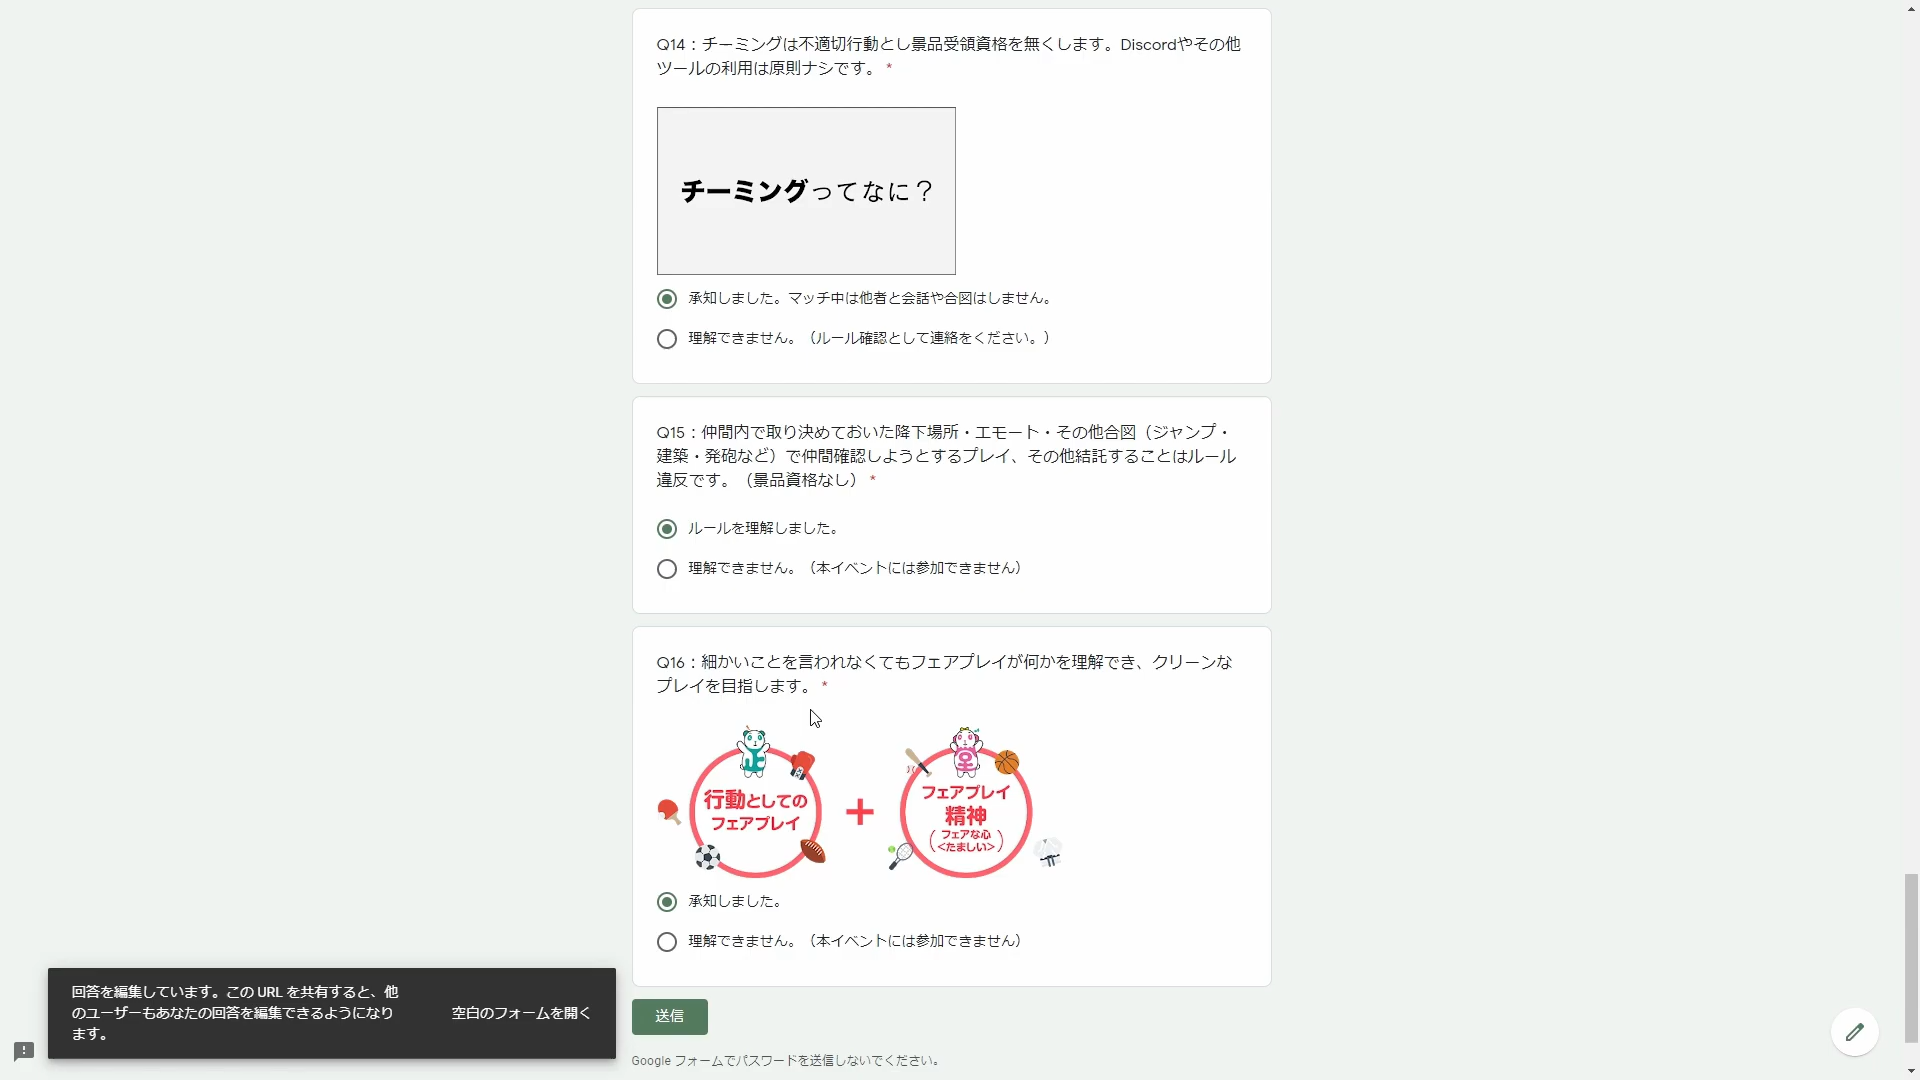 Q14：チーミングは不適切行動とし景品受領資格を無くします。Discordやその他
ツールの利用は原則ナシです。 *
チーミングってなに？
承知しました。マッチ中は他者と会話や合図はしません。
理解できません。（ルール確認として連絡をください。）
Q15：仲間内で取り決めておいた降下場所・エモート・その他合図（ジャンプ・
建築・発砲など）で仲間確認しようとするプレイ、その他結託することはルール
違反です。（景品資格なし） *
ルールを理解しました。
理解できません。（本イベントには参加できません）
Q16：細かいことを言われなくてもフェアプレイが何かを理解でき、クリーンな
プレイを目指します。 *
正
行動としての
フェアプレイ
+
フェアプレイ
精神
（フェアな心
<たましい>）
承知しました。
理解できません。（本イベントには参加できません）
回答を編集しています。この URL を共有すると、他
のユーザーもあなたの回答を編集できるようになり
ます。
空白のフォームを開く
送信
Google フォームでパスワードを送信しないでください。